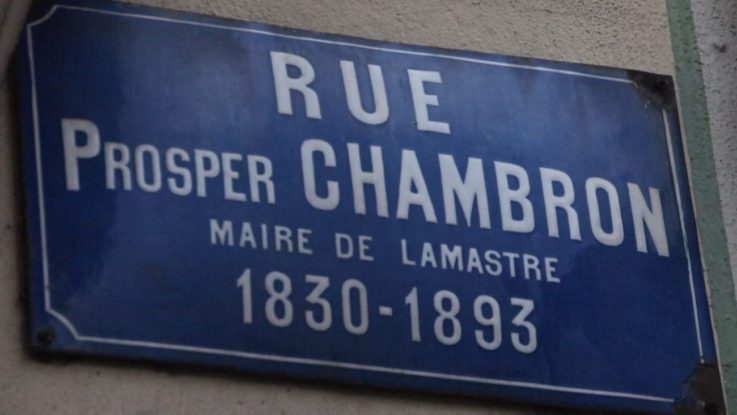 RUE
PROSPER CHAMBRON
MAIRE DE LAMASTRE
1830-1893